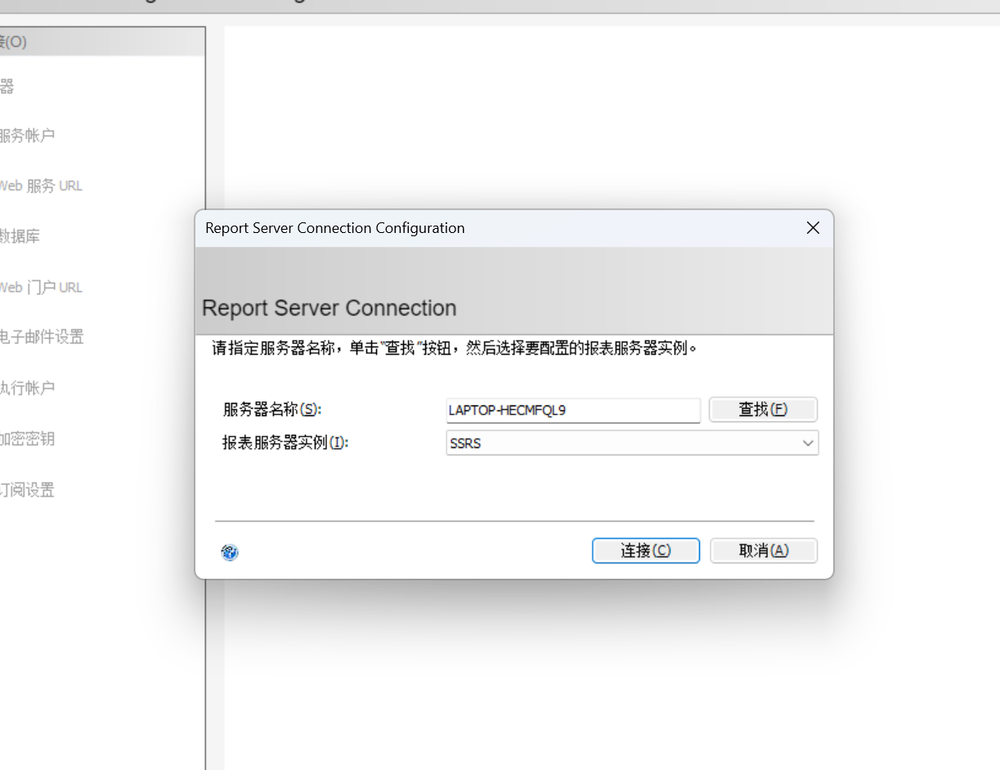 (O)
器
服务帐户
Web 服务 URL
数据库
Web 门户 URL
电子邮件设置
执行帐户
加密密钥
订阅设置
Report Server Connection Configuration
Report Server Connection
请指定服务器名称，单击"查找"按钮，然后选择要配置的报表服务器实例。
服务器名称(S):
LAPTOP-HECMFQL9
查找(F)
报表服务器实例(I):
SSRS
连接(C)
取消(A)